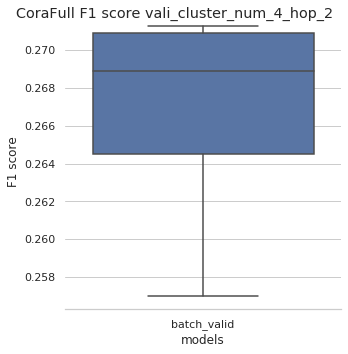 CoraFull F1 score vali_cluster_num_4_hop_2
0.270
0.268
0.266
0.264
0.262
0.260
0.258
F1 score
batch_valid
models